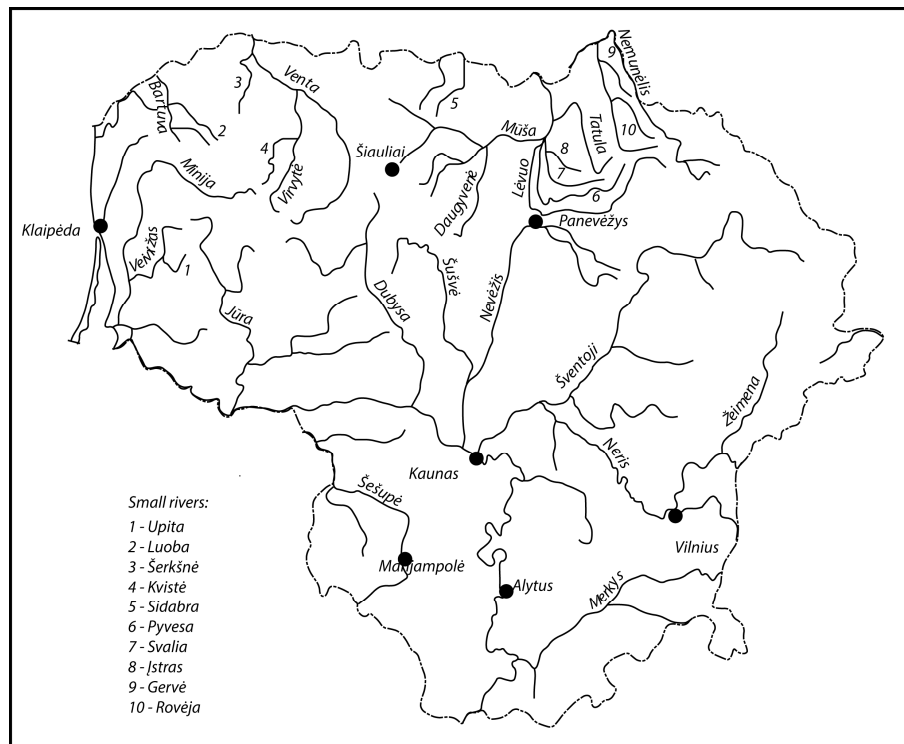 Nemunėlis
9
Venta
3
Bartuva
5
2
Mūša
Tatula
10
8
4
Šiauliai
Minija
Virvytė
7
Lėvuo
Daugyvenė
6
Klaipėda
Panevėžys
Veivižas
1
Šušvė
Nevėžis
Dubysa
Jūra
Šventoji
Žeimena
Neris
Kaunas
Šešupė
Small rivers:
1 - Upita
2 - Luoba
3 - Šerkšnė
4 - Kvistė
5 - Sidabra
6 - Pyvesa
7 - Svalia
8 - Įstras
9 - Gervė
10 - Rovėja
Vilnius
Marijampolė
Alytus
Merkys